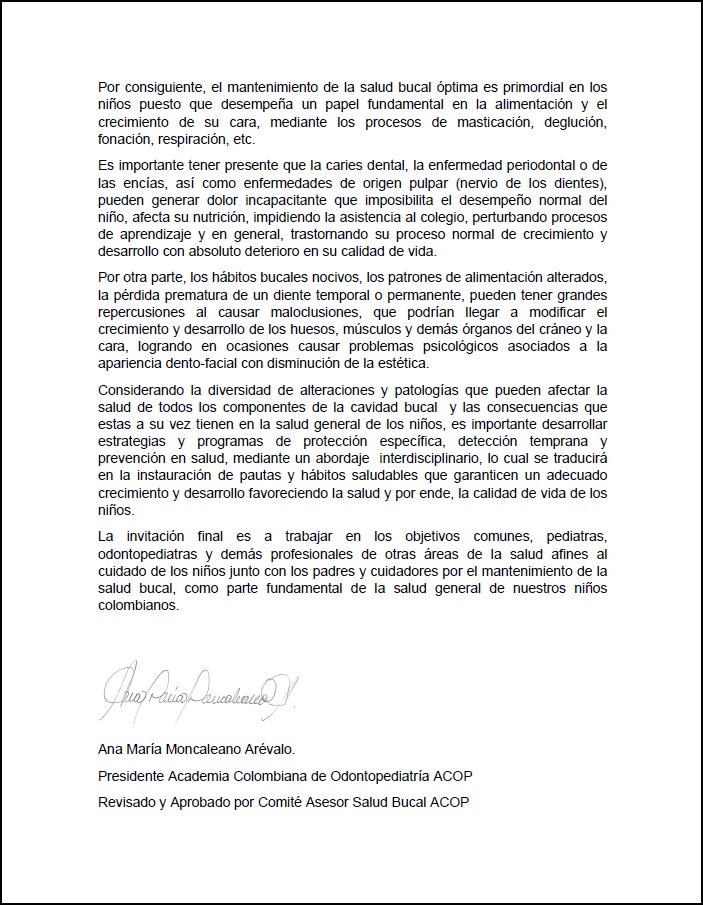 Por consiguiente, el mantenimiento de la salud bucal óptima es primordial en los
niños puesto que desempeña un papel fundamental en la alimentación y el
crecimiento de su cara, mediante los procesos de masticación, deglución,
fonación, respiración, etc.
Es importante tener presente que la caries dental, la enfermedad periodontal o de
las encías, así como enfermedades de origen pulpar (nervio de los dientes),
pueden generar dolor incapacitante que imposibilita el desempeño normal del
niño, afecta su nutrición, impidiendo la asistencia al colegio, perturbando procesos
de aprendizaje y en general, trastornando su proceso normal de crecimiento y
desarrollo con absoluto deterioro en su calidad de vida.
Por otra parte, los hábitos bucales nocivos, los patrones de alimentación alterados,
la pérdida prematura de un diente temporal o permanente, pueden tener grandes
repercusiones al causar maloclusiones, que podrían llegar a modificar el
crecimiento y desarrollo de los huesos, músculos y demás órganos del cráneo y la
cara, logrando en ocasiones causar problemas psicológicos asociados a la
apariencia dento-facial con disminución de la estética.
Considerando la diversidad de alteraciones y patologías que pueden afectar la
salud de todos los componentes de la cavidad bucal  y las consecuencias que
estas a su vez tienen en la salud general de los niños, es importante desarrollar
estrategias y programas de protección específica, detección temprana y
prevención en salud, mediante un abordaje  interdisciplinario, lo cual se traducirá
en la instauración de pautas y hábitos saludables que garanticen un adecuado
crecimiento y desarrollo favoreciendo la salud y por ende, la calidad de vida de los
niños.
La invitación final es a trabajar en los objetivos comunes, pediatras,
odontopediatras y demás profesionales de otras áreas de la salud afines al
cuidado de los niños junto con los padres y cuidadores por el mantenimiento de la
salud bucal, como parte fundamental de la salud general de nuestros niños
colombianos.
Ana María Moncaleano A.
Ana María Moncaleano Arévalo.
Presidente Academia Colombiana de Odontopediatría ACOP
Revisado y Aprobado por Comité Asesor Salud Bucal ACOP